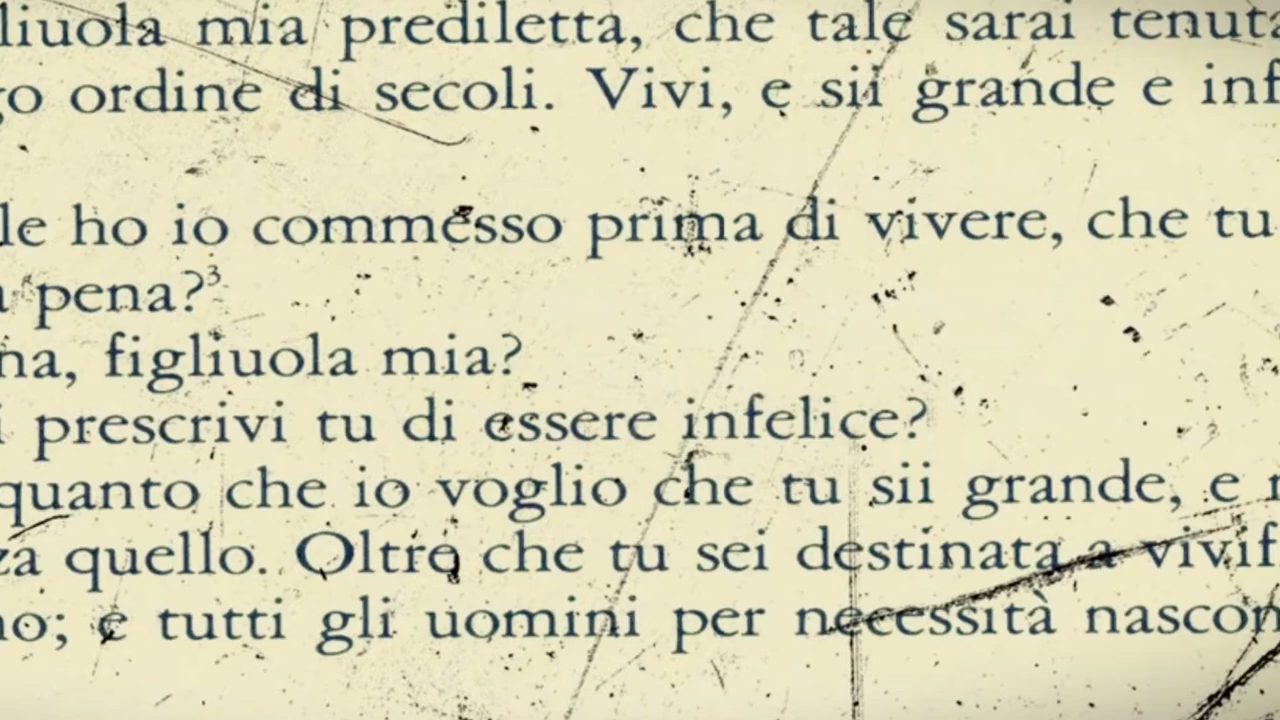 liuola mia prediletta, che tale sarai tenuta
go ordine di secoli. Vivi, e sii grande e inf
le ho io commesso prima di vivere, che tu
a pena?³
na, figliuola mia?
i prescrivi tu di essere infelice?
quanto che io voglio che tu sii grande, e n
za quello. Oltre che tu sei destinata a vivif
no; e tutti gli uomini per necessità nascon